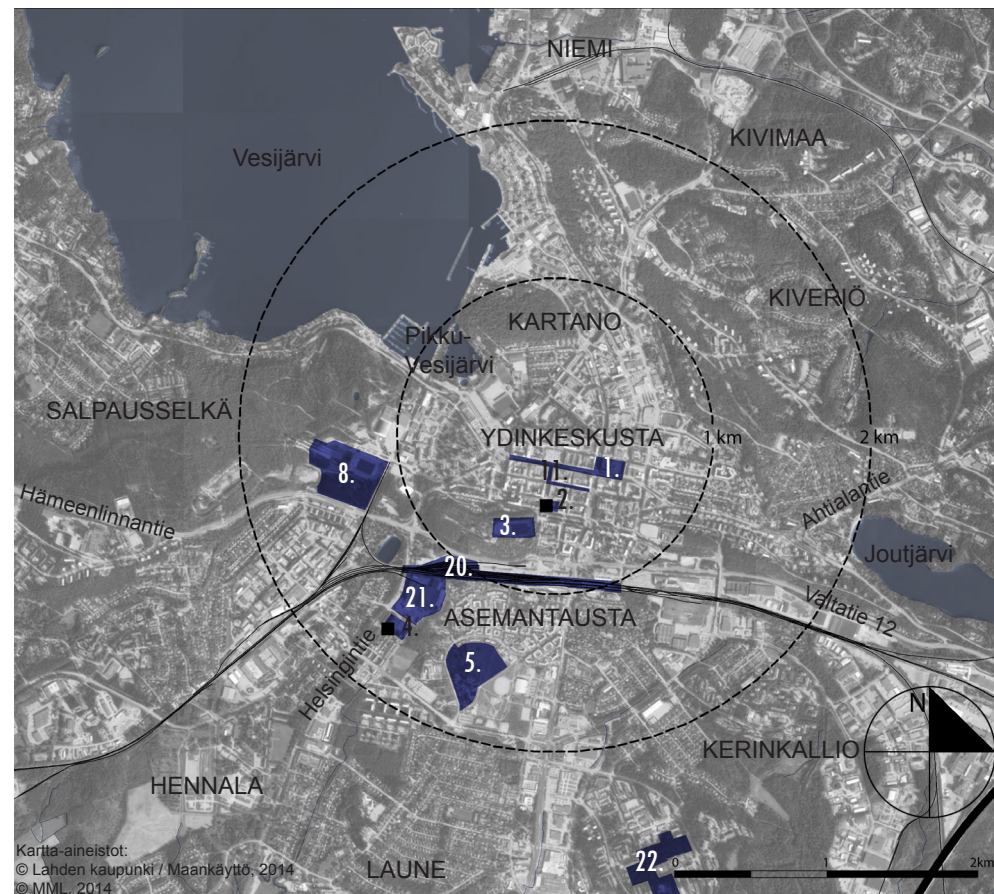 NIEMI
KIVIMAA
Vesijärvi
KIVERIÖ
KARTANO
Pikku-
Vesijärvi
SALPAUSSELKÄ
YDINKESKUSTA
1 km
2 km
1.
11.
8.
2.
Hämeenlinnantie
Ahtialantie
3.
Joutjärvi
20.
21.
ASEMANTAUSTA
Valtatie 12
4.
Helsingintie
5.
N
KERINKALLIO
HENNALA
Kartta-aineistot:
© Lahden kaupunki / Maankäyttö, 2014
© MML, 2014
LAUNE
22
0
1
2km